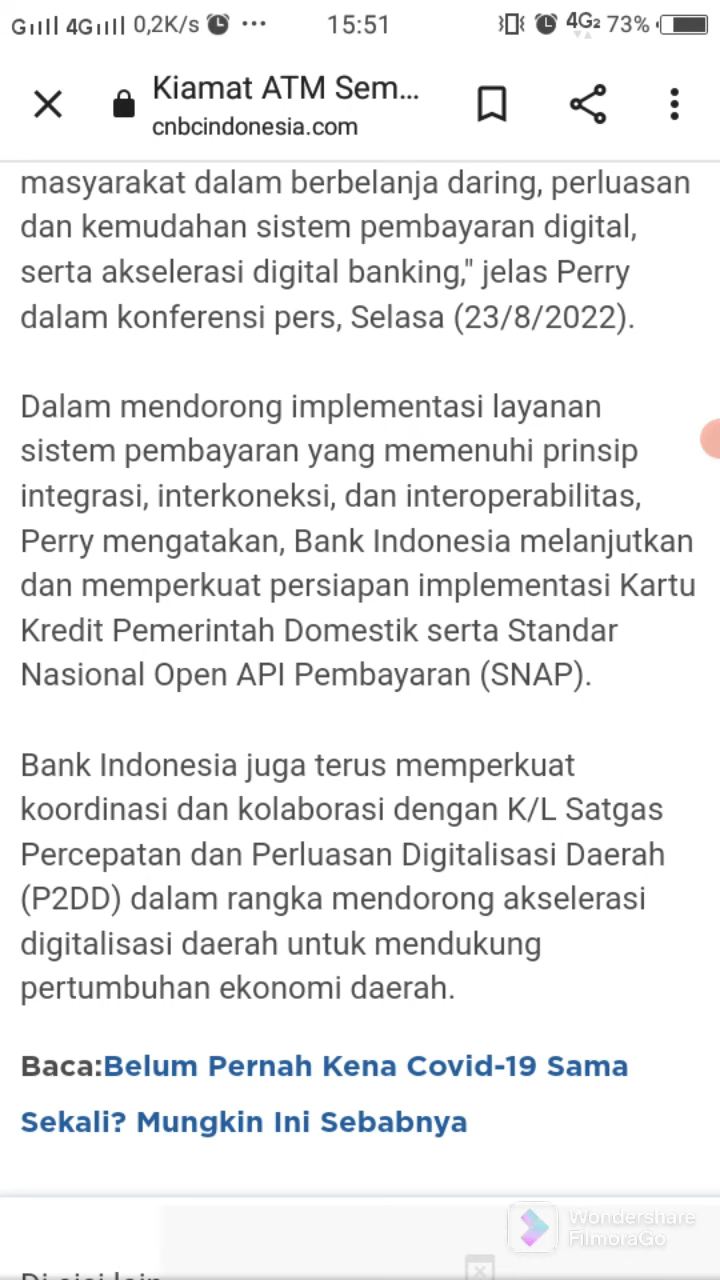 G 4G 0,2K/s ... 15:51 4G2 73%
Kiamat ATM Sem...
cnbcindonesia.com
masyarakat dalam berbelanja daring, perluasan
dan kemudahan sistem pembayaran digital,
serta akselerasi digital banking," jelas Perry
dalam konferensi pers, Selasa (23/8/2022).
Dalam mendorong implementasi layanan
sistem pembayaran yang memenuhi prinsip
integrasi, interkoneksi, dan interoperabilitas,
Perry mengatakan, Bank Indonesia melanjutkan
dan memperkuat persiapan implementasi Kartu
Kredit Pemerintah Domestik serta Standar
Nasional Open API Pembayaran (SNAP).
Bank Indonesia juga terus memperkuat
koordinasi dan kolaborasi dengan K/L Satgas
Percepatan dan Perluasan Digitalisasi Daerah
(P2DD) dalam rangka mendorong akselerasi
digitalisasi daerah untuk mendukung
pertumbuhan ekonomi daerah.
Baca:Belum Pernah Kena Covid-19 Sama
Sekali? Mungkin Ini Sebabnya
Wondershare
FilmoraGo